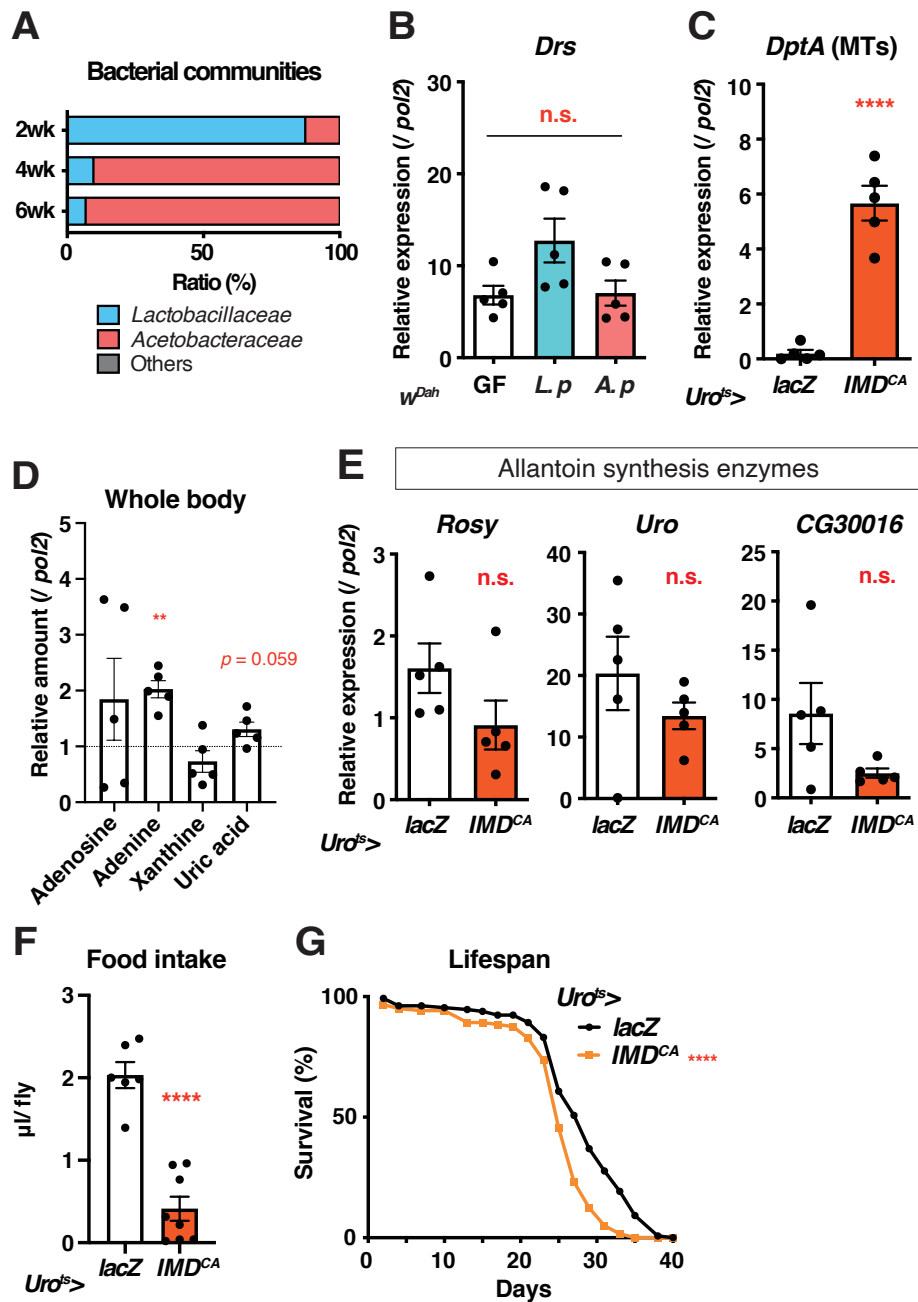 A
Bacterial communities
2wk
4wk
6wk
0
50
100
Ratio (%)
Lactobacillaceae
Acetobacteraceae
Others
B
Drs
n.s.
Relative expression (/ pol2)
30
20
10
0
w^Dah
GF
L. p
A. p
C
DptA (MTs)
****
Relative expression (/ pol2)
10
8
6
4
2
0
Uro^ts>
lacZ
IMD^CA
D
Whole body
Relative amount (/ pol2)
5
4
3
2
1
0
**
p = 0.059
Adenosine
Adenine
Xanthine
Uric acid
E
Allantoin synthesis enzymes
Rosy
n.s.
Relative expression (/ pol2)
3
2
1
0
Uro^ts>
lacZ
IMD^CA
Uro
n.s.
40
30
20
10
0
lacZ
IMD^CA
CG30016
n.s.
25
20
15
10
5
0
lacZ
IMD^CA
F
Food intake
µl/ fly
3
2
1
0
****
Uro^ts>
lacZ
IMD^CA
G
Lifespan
Uro^ts>
lacZ
IMD^CA ****
Survival (%)
100
50
0
0
10
20
30
40
Days